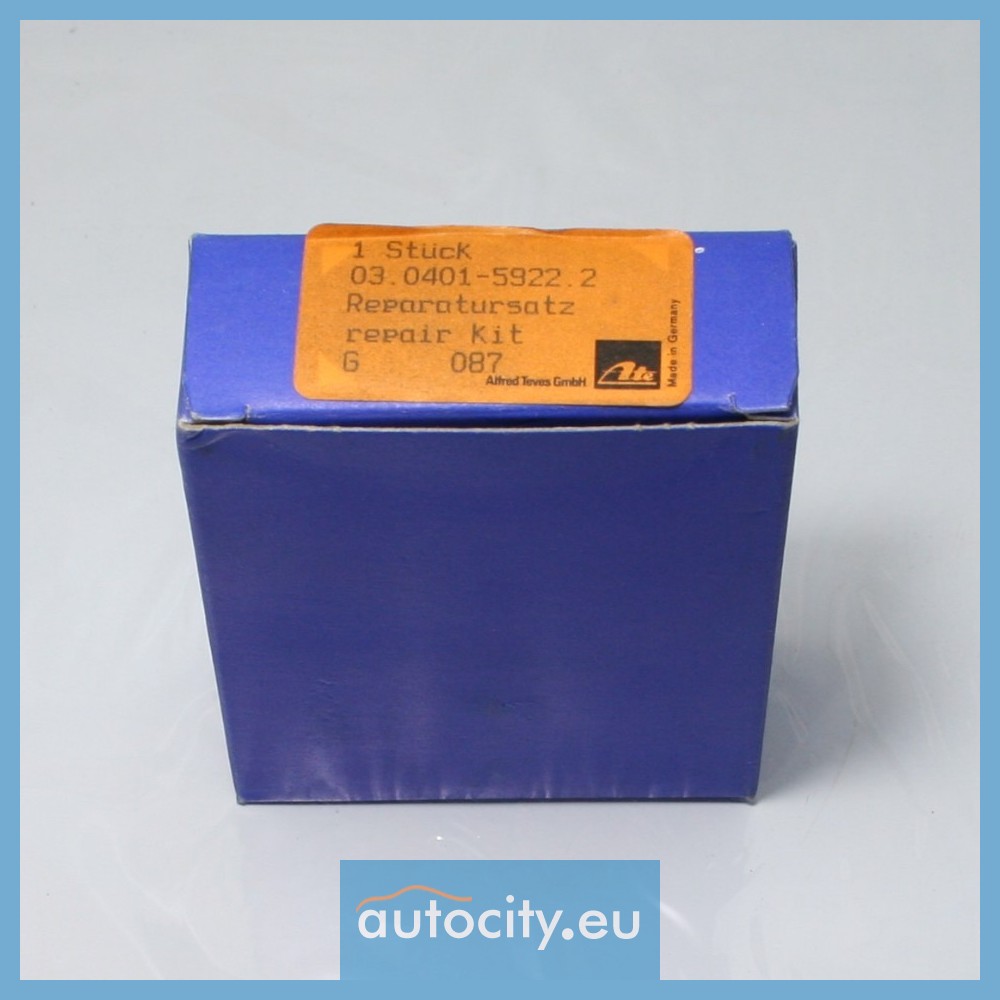 1 Stück
03.0401-5922.2
Reparatursatz
repair Kit
G 087
Alfred Teves GmbH
Ate
Made in Germany
autocity.eu